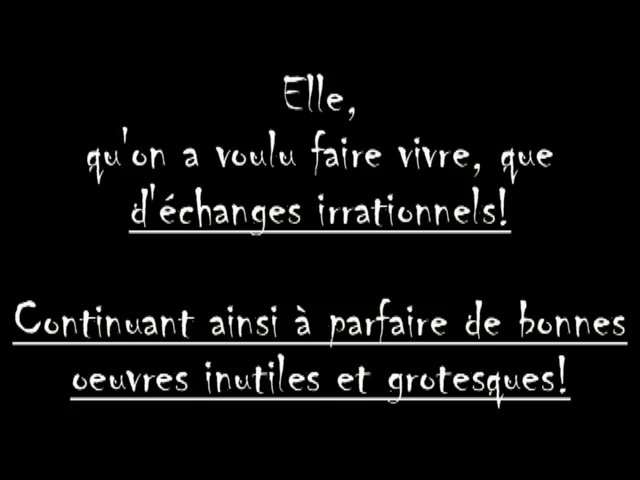 Elle,
qu'on a voulu faire vivre, que
d'échanges irrationnels!
Continuant ainsi à parfaire de bonnes
oeuvres inutiles et grotesques!